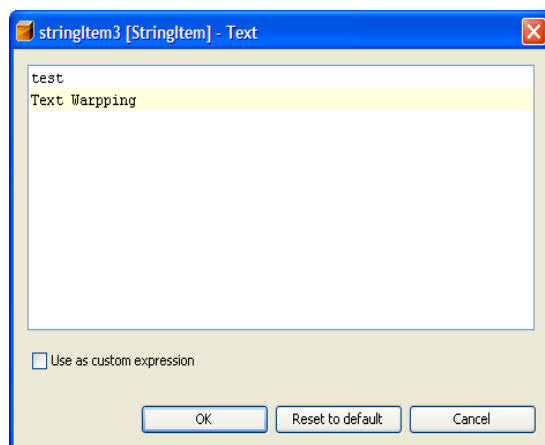 stringItem3 [StringItem] - Text
test
Text Warpping
Use as custom expression
OK Reset to default Cancel